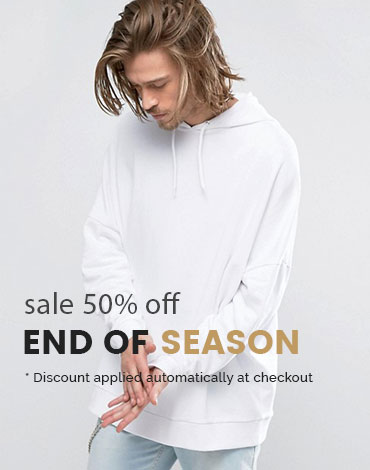 sale 50% off
END OF SEASON
* Discount applied automatically at checkout